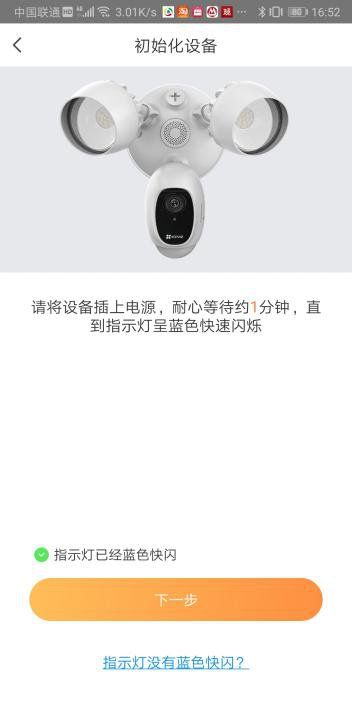 中国联通 HD 4G 3.01K/s ··· 80 16:52
初始化设备
EZVIZ
请将设备插上电源，耐心等待约1分钟，直
到指示灯呈蓝色快速闪烁
指示灯已经蓝色快闪
下一步
指示灯没有蓝色快闪？